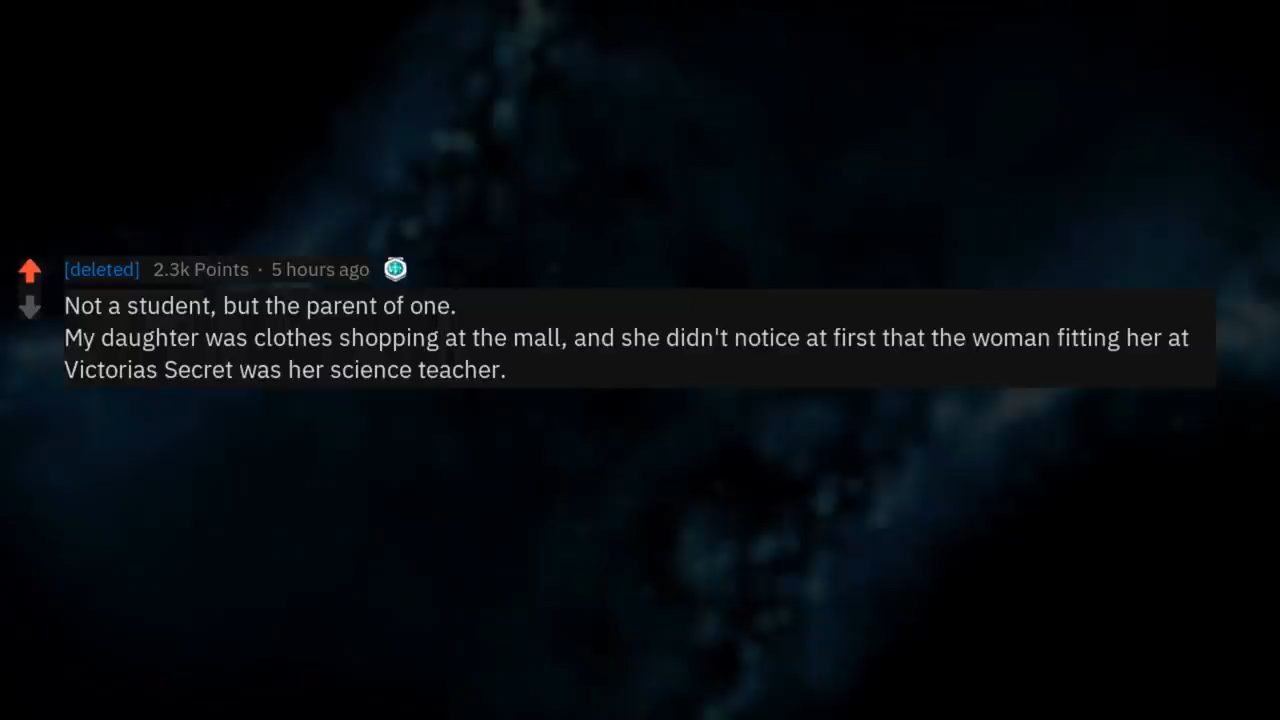 [deleted] 2.3k Points · 5 hours ago
Not a student, but the parent of one.
My daughter was clothes shopping at the mall, and she didn't notice at first that the woman fitting her at
Victorias Secret was her science teacher.